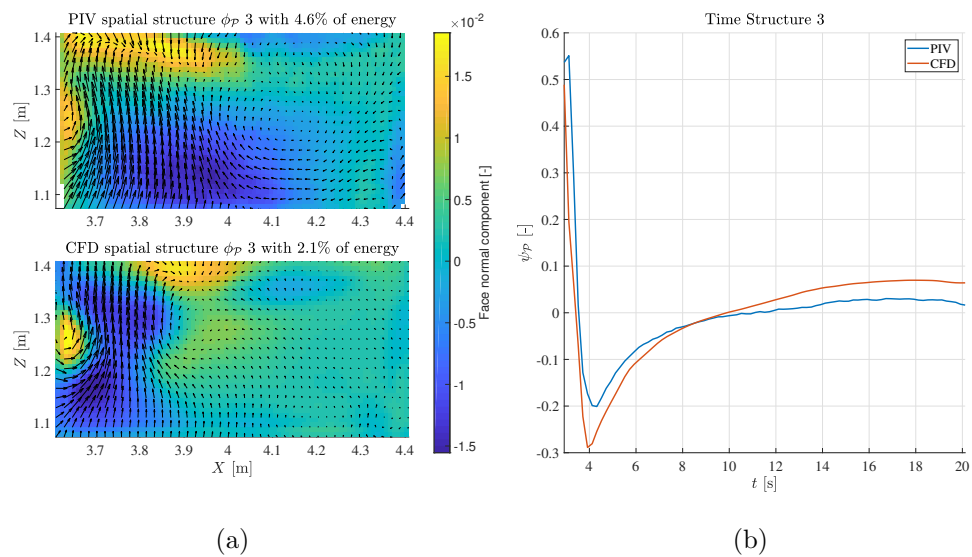 PIV spatial structure ϕ𝒫 3 with 4.6% of energy
1.4
1.3
1.2
1.1
Z [m]
3.7 3.8 3.9 4 4.1 4.2 4.3 4.4
CFD spatial structure ϕ𝒫 3 with 2.1% of energy
1.4
1.3
1.2
1.1
Z [m]
3.7 3.8 3.9 4 4.1 4.2 4.3 4.4
X [m]
×10⁻²
1.5
1
0.5
0
-0.5
-1
-1.5
Face normal component [-]
(a)
Time Structure 3
PIV
CFD
0.6
0.5
0.4
0.3
0.2
0.1
0
-0.1
-0.2
-0.3
ψ𝒫 [-]
4 6 8 10 12 14 16 18 20
t [s]
(b)